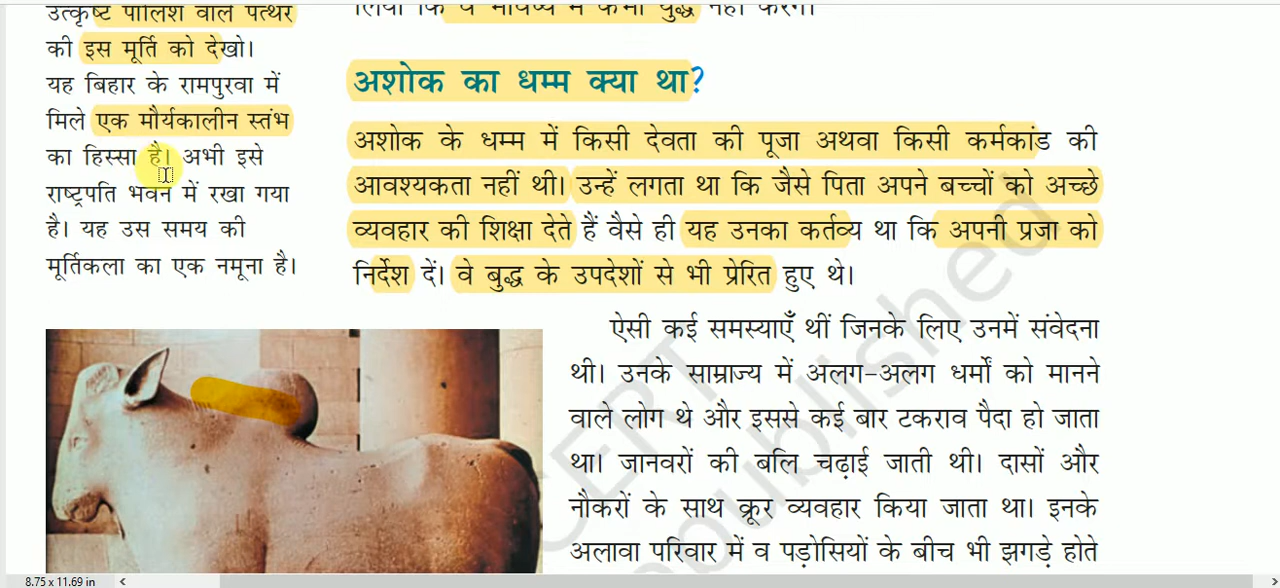 उत्कृष्ट पॉलिश वाले पत्थर
की इस मूर्ति को देखो।
यह बिहार के रामपुरवा में
मिले एक मौर्यकालीन स्तंभ
का हिस्सा है। अभी इसे
राष्ट्रपति भवन में रखा गया
है। यह उस समय की
मूर्तिकला का एक नमूना है।
लिया कि वे भविष्य में कभी युद्ध नहीं करेंगे।
अशोक का धम्म क्या था?
अशोक के धम्म में किसी देवता की पूजा अथवा किसी कर्मकांड की
आवश्यकता नहीं थी। उन्हें लगता था कि जैसे पिता अपने बच्चों को अच्छे
व्यवहार की शिक्षा देते हैं वैसे ही यह उनका कर्तव्य था कि अपनी प्रजा को
निर्देश दें। वे बुद्ध के उपदेशों से भी प्रेरित हुए थे।
ऐसी कई समस्याएँ थीं जिनके लिए उनमें संवेदना
थी। उनके साम्राज्य में अलग-अलग धर्मों को मानने
वाले लोग थे और इससे कई बार टकराव पैदा हो जाता
था। जानवरों की बलि चढ़ाई जाती थी। दासों और
नौकरों के साथ क्रूर व्यवहार किया जाता था। इनके
अलावा परिवार में व पड़ोसियों के बीच भी झगड़े होते
8.75 x 11.69 in